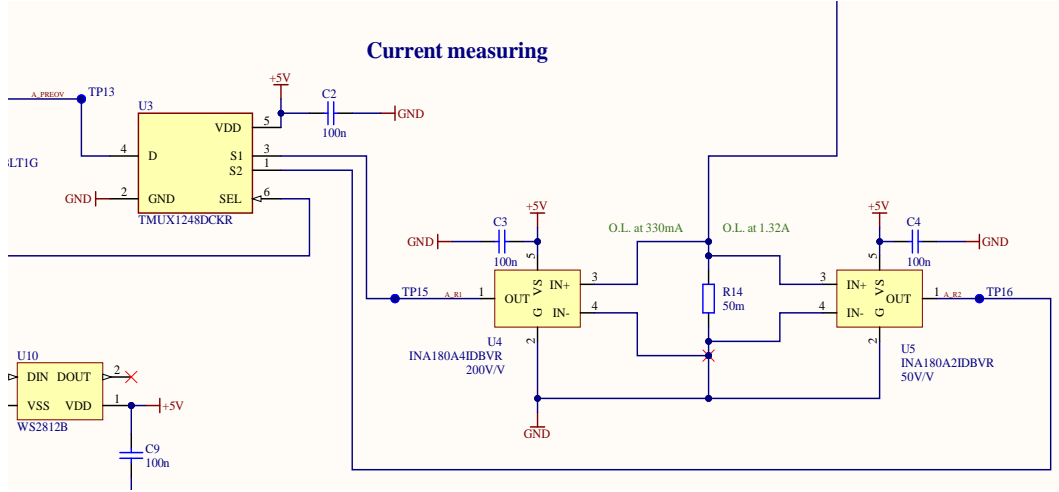 Current measuring
A_PREOV
TP13
U3
+5V
C2
100n
GND
VDD
5
4
D
S1
3
S2
1
GND
2
GND
SEL
6
TMUX1248DCKR
SLT1G
+5V
C3
100n
GND
O.L. at 330mA
O.L. at 1.32A
+5V
C4
100n
GND
TP15
A_R1
1
OUT
VS
5
G
2
IN+
3
IN-
4
U4
INA180A4IDBVR
200V/V
R14
50m
3
IN+
4
IN-
VS
5
G
2
OUT
1
A_R2
TP16
U5
INA180A2IDBVR
50V/V
GND
U10
DIN
DOUT
2
VSS
VDD
1
+5V
WS2812B
C9
100n